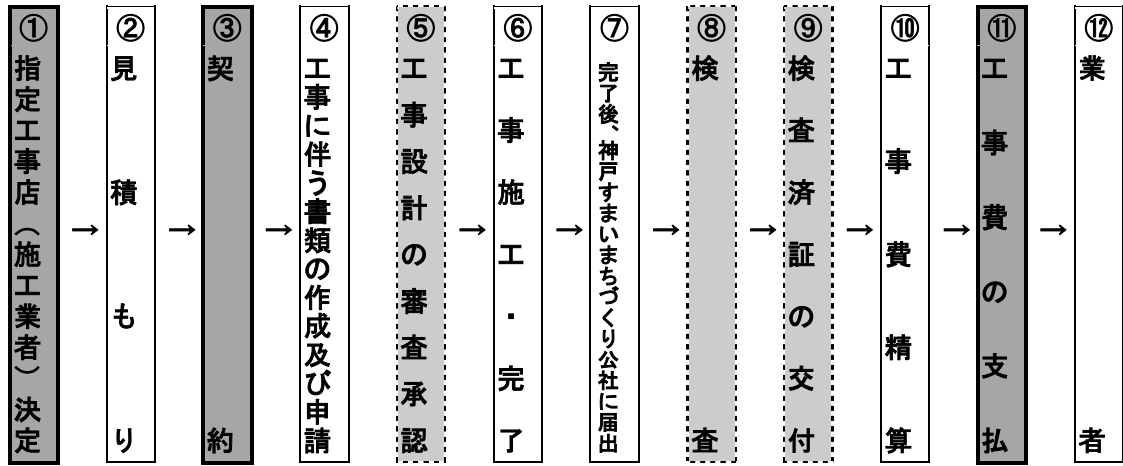 ①指定工事店（施工業者）決定
→
②見積もり
→
③契約
→
④工事に伴う書類の作成及び申請
→
⑤工事設計の審査承認
→
⑥工事施工・完了
→
⑦完了後、神戸すまいまちづくり公社に届出
→
⑧検査
→
⑨検査済証の交付
→
⑩工事費精算
→
⑪工事費の支払
→
⑫業者